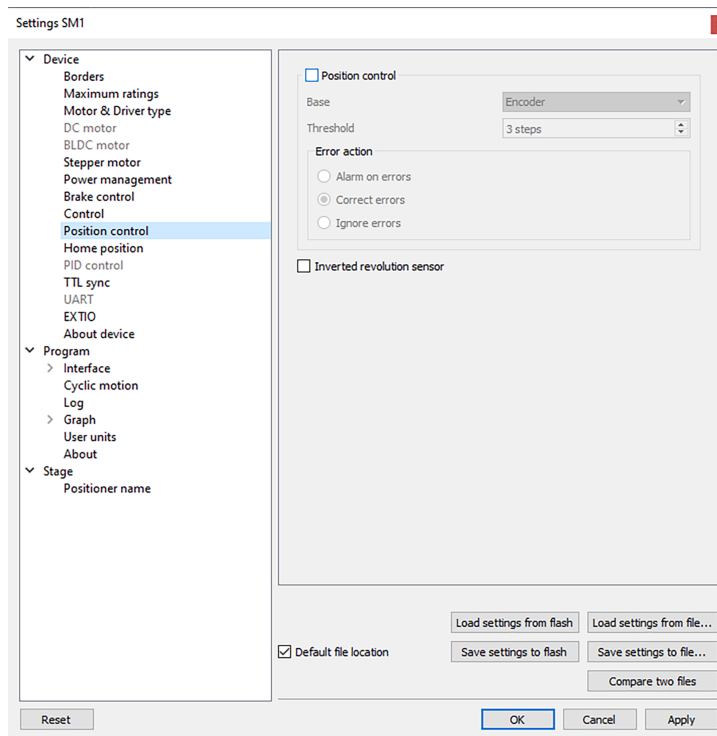 Settings SM1
Device
Borders
Maximum ratings
Motor & Driver type
DC motor
BLDC motor
Stepper motor
Power management
Brake control
Control
Position control
Home position
PID control
TTL sync
UART
EXTIO
About device
Program
Interface
Cyclic motion
Log
Graph
User units
About
Stage
Positioner name
Position control
Base Encoder
Threshold 3 steps
Error action
Alarm on errors
Correct errors
Ignore errors
Inverted revolution sensor
Load settings from flash Load settings from file...
Default file location Save settings to flash Save settings to file...
Compare two files
Reset OK Cancel Apply